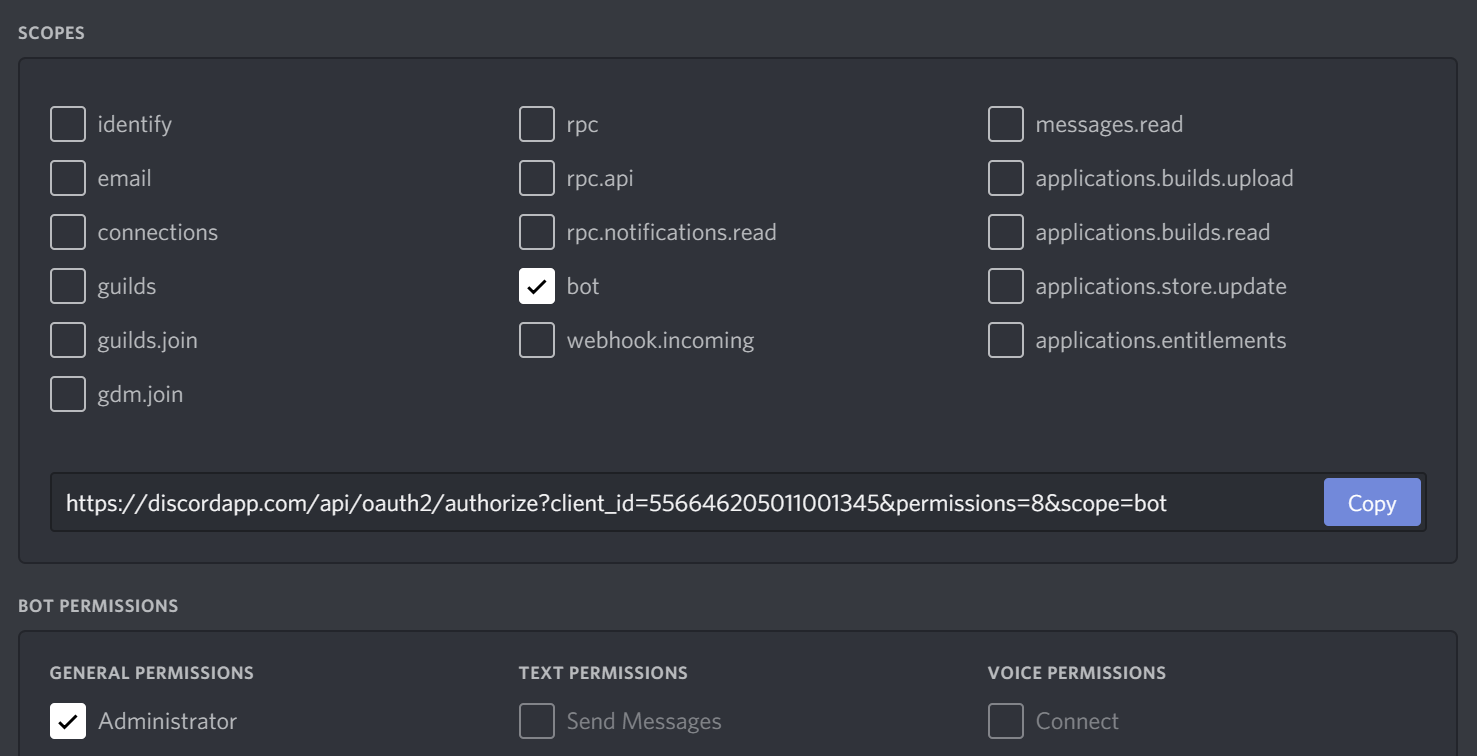 SCOPES
identify
rpc
messages.read
email
rpc.api
applications.builds.upload
connections
rpc.notifications.read
applications.builds.read
guilds
bot
applications.store.update
guilds.join
webhook.incoming
applications.entitlements
gdm.join
https://discordapp.com/api/oauth2/authorize?client_id=556646205011001345&permissions=8&scope=bot
Copy
BOT PERMISSIONS
GENERAL PERMISSIONS
TEXT PERMISSIONS
VOICE PERMISSIONS
Administrator
Send Messages
Connect